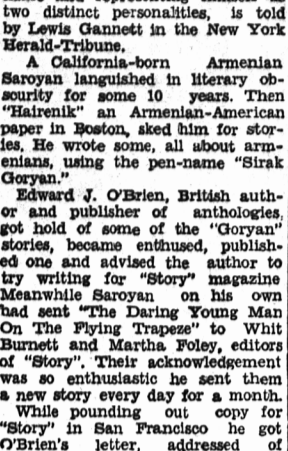 two distinct personalities, is told
by Lewis Gannett in the New York
Herald-Tribune.
A California-born Armenian
Saroyan languished in literary ob-
sourity for some 10 years. Then
"Hairenik" an Armenian-American
paper in Boston, sked him for stor-
ies. He wrote some, all about arm-
enians, using the pen-name "Sirak
Goryan."
Edward J. O'Brien, British auth-
or and publisher of anthologies,
got hold of some of the "Goryan"
stories, became enthused, publish-
ed one and advised the author to
try writing for "Story" magazine
Meanwhile Saroyan on his own
had sent "The Daring Young Man
On The Flying Trapeze" to Whit
Burnett and Martha Foley, editors
of "Story". Their acknowledgement
was so enthusiastic he sent them
a new story every day for a month.
While pounding out copy for
"Story" in San Francisco he got
O'Brien's letter, addressed of